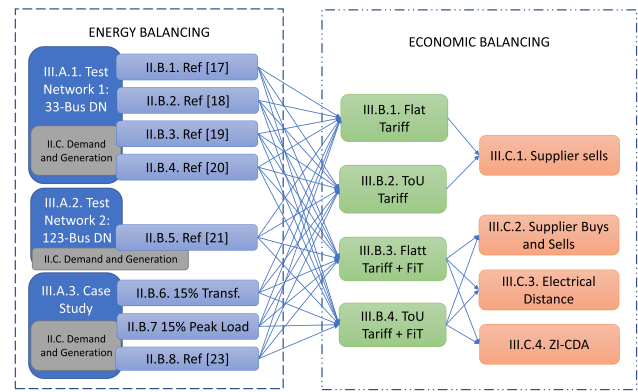 ENERGY BALANCING
III.A.1. Test
Network 1:
33-Bus DN
II.C. Demand
and Generation
II.B.1. Ref [17]
II.B.2. Ref [18]
II.B.3. Ref [19]
II.B.4. Ref [20]
III.A.2. Test
Network 2:
123-Bus DN
II.C. Demand and Generation
II.B.5. Ref [21]
III.A.3. Case
Study
II.C. Demand
and Generation
II.B.6. 15% Transf.
II.B.7 15% Peak Load
II.B.8. Ref [23]
ECONOMIC BALANCING
III.B.1. Flat
Tariff
III.B.2. ToU
Tariff
III.B.3. Flatt
Tariff + FiT
III.B.4. ToU
Tariff + FiT
III.C.1. Supplier sells
III.C.2. Supplier Buys
and Sells
III.C.3. Electrical
Distance
III.C.4. ZI-CDA